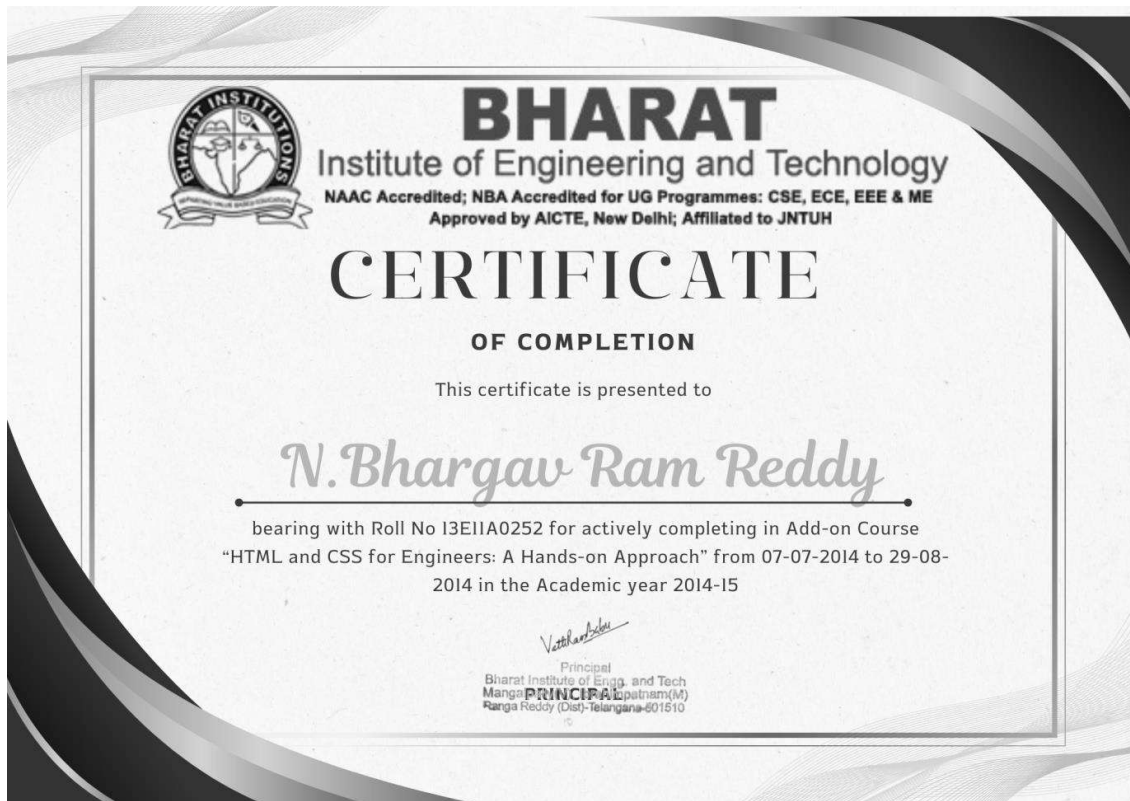 BHARAT INSTITUTIONS
BHARAT
Institute of Engineering and Technology
NAAC Accredited; NBA Accredited for UG Programmes: CSE, ECE, EEE & ME
Approved by AICTE, New Delhi; Affiliated to JNTUH
CERTIFICATE
OF COMPLETION
This certificate is presented to
N.Bhargav Ram Reddy
bearing with Roll No 13E11A0252 for actively completing in Add-on Course
“HTML and CSS for Engineers: A Hands-on Approach” from 07-07-2014 to 29-08-
2014 in the Academic year 2014-15
Principal
Bharat Institute of Engg. and Tech
PRINCIPAL
Ranga Reddy (Dist)-Telangana-501510